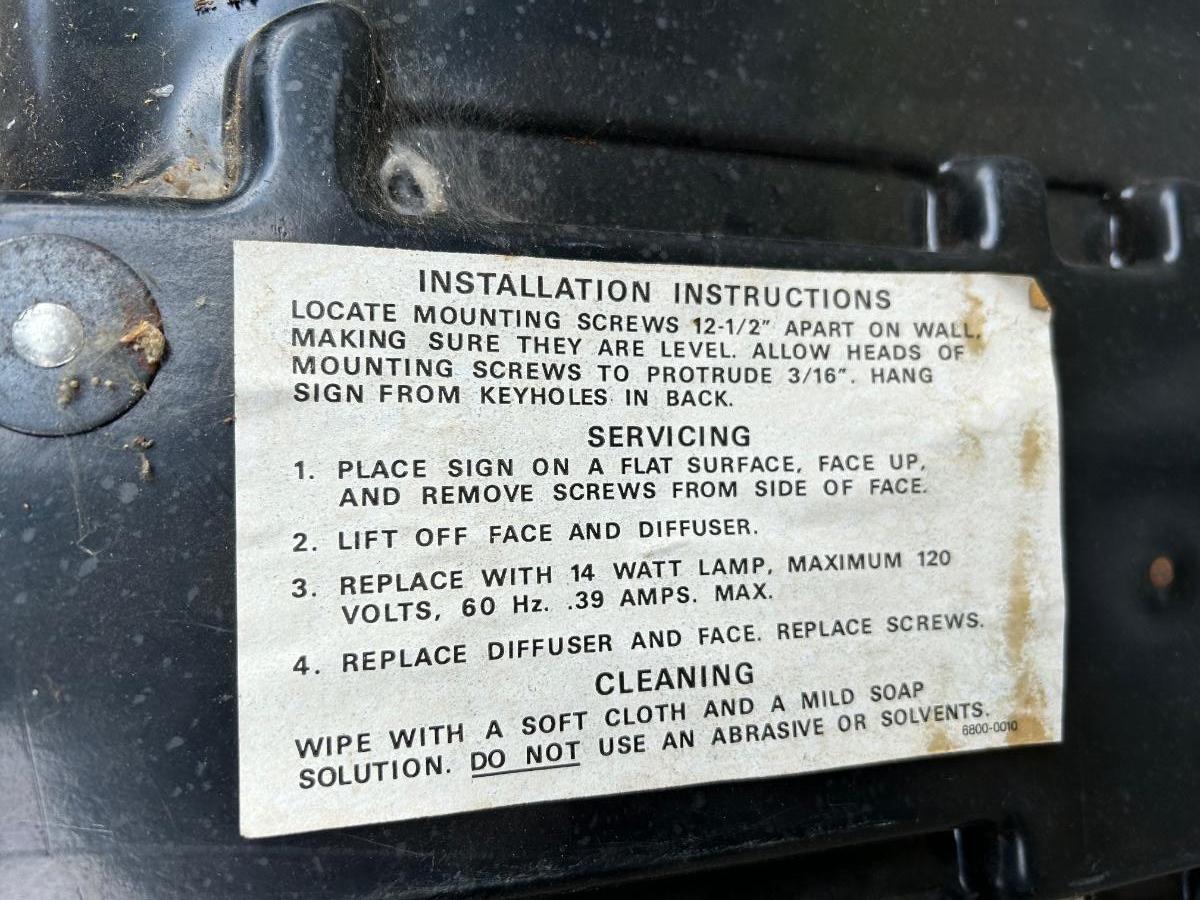 INSTALLATION INSTRUCTIONS
LOCATE MOUNTING SCREWS 12-1/2" APART ON WALL,
MAKING SURE THEY ARE LEVEL. ALLOW HEADS OF
MOUNTING SCREWS TO PROTRUDE 3/16". HANG
SIGN FROM KEYHOLES IN BACK.
SERVICING
1. PLACE SIGN ON A FLAT SURFACE, FACE UP,
AND REMOVE SCREWS FROM SIDE OF FACE.
2. LIFT OFF FACE AND DIFFUSER.
3. REPLACE WITH 14 WATT LAMP, MAXIMUM 120
VOLTS, 60 Hz. .39 AMPS. MAX.
4. REPLACE DIFFUSER AND FACE. REPLACE SCREWS.
CLEANING
WIPE WITH A SOFT CLOTH AND A MILD SOAP
SOLUTION. DO NOT USE AN ABRASIVE OR SOLVENTS.
6800-0010